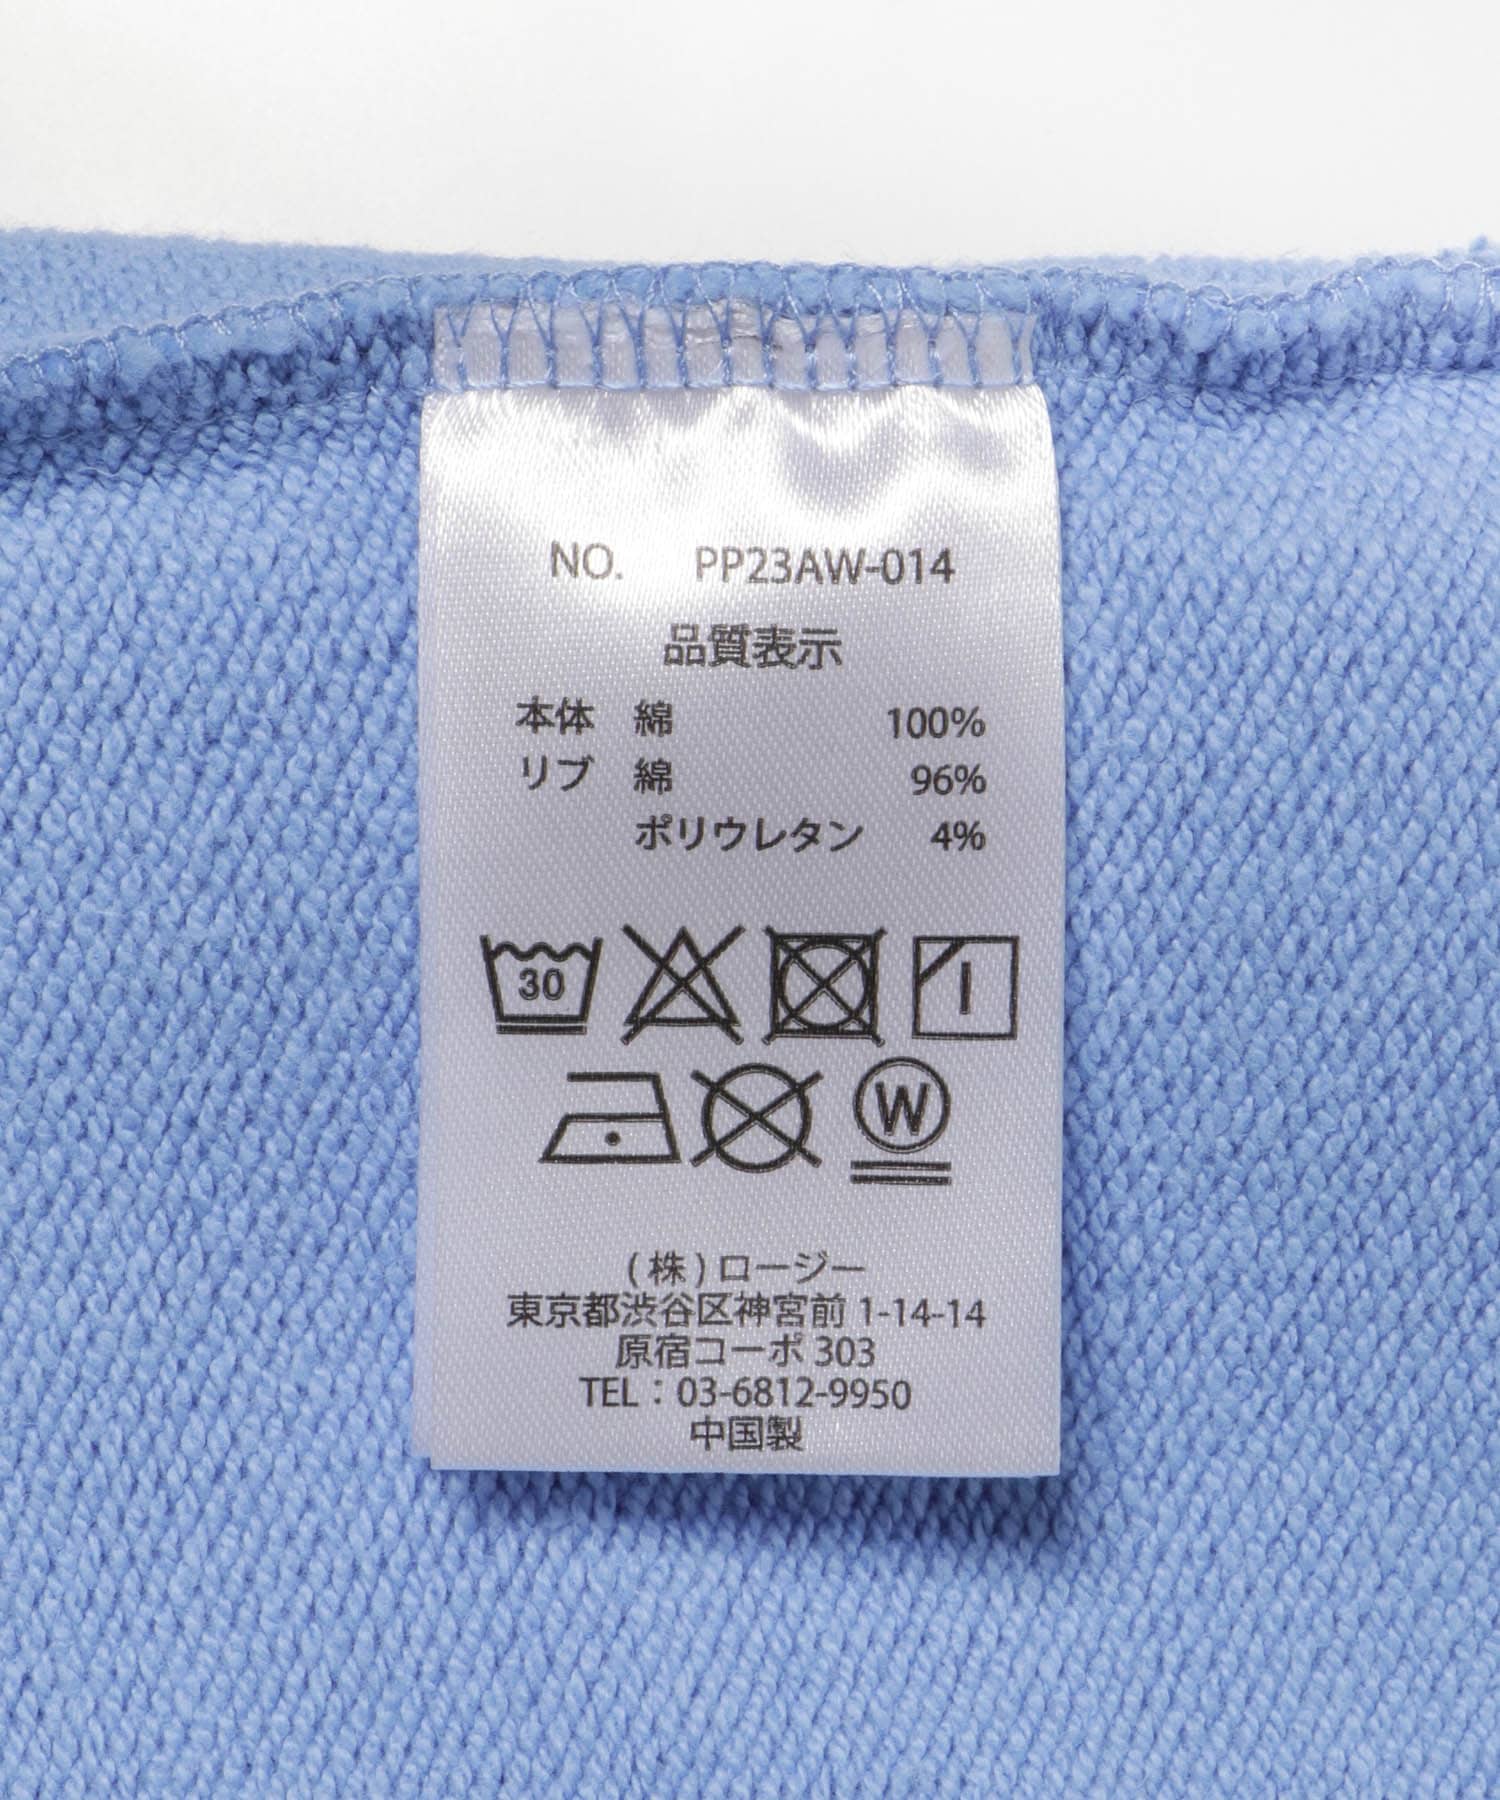 NO. PP23AW-014
品質表示
本体 綿 100%
リブ 綿 96%
ポリウレタン 4%
30
W
(株)ロージー
東京都渋谷区神宮前 1-14-14
原宿コーポ 303
TEL：03-6812-9950
中国製